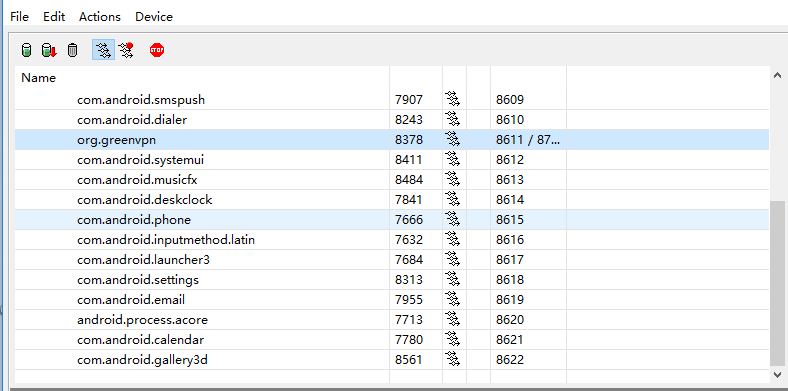 File Edit Actions Device
STOP
Name
com.android.smspush 7907 8609
com.android.dialer 8243 8610
org.greenvpn 8378 8611 / 87...
com.android.systemui 8411 8612
com.android.musicfx 8484 8613
com.android.deskclock 7841 8614
com.android.phone 7666 8615
com.android.inputmethod.latin 7632 8616
com.android.launcher3 7684 8617
com.android.settings 8313 8618
com.android.email 7955 8619
android.process.acore 7713 8620
com.android.calendar 7780 8621
com.android.gallery3d 8561 8622